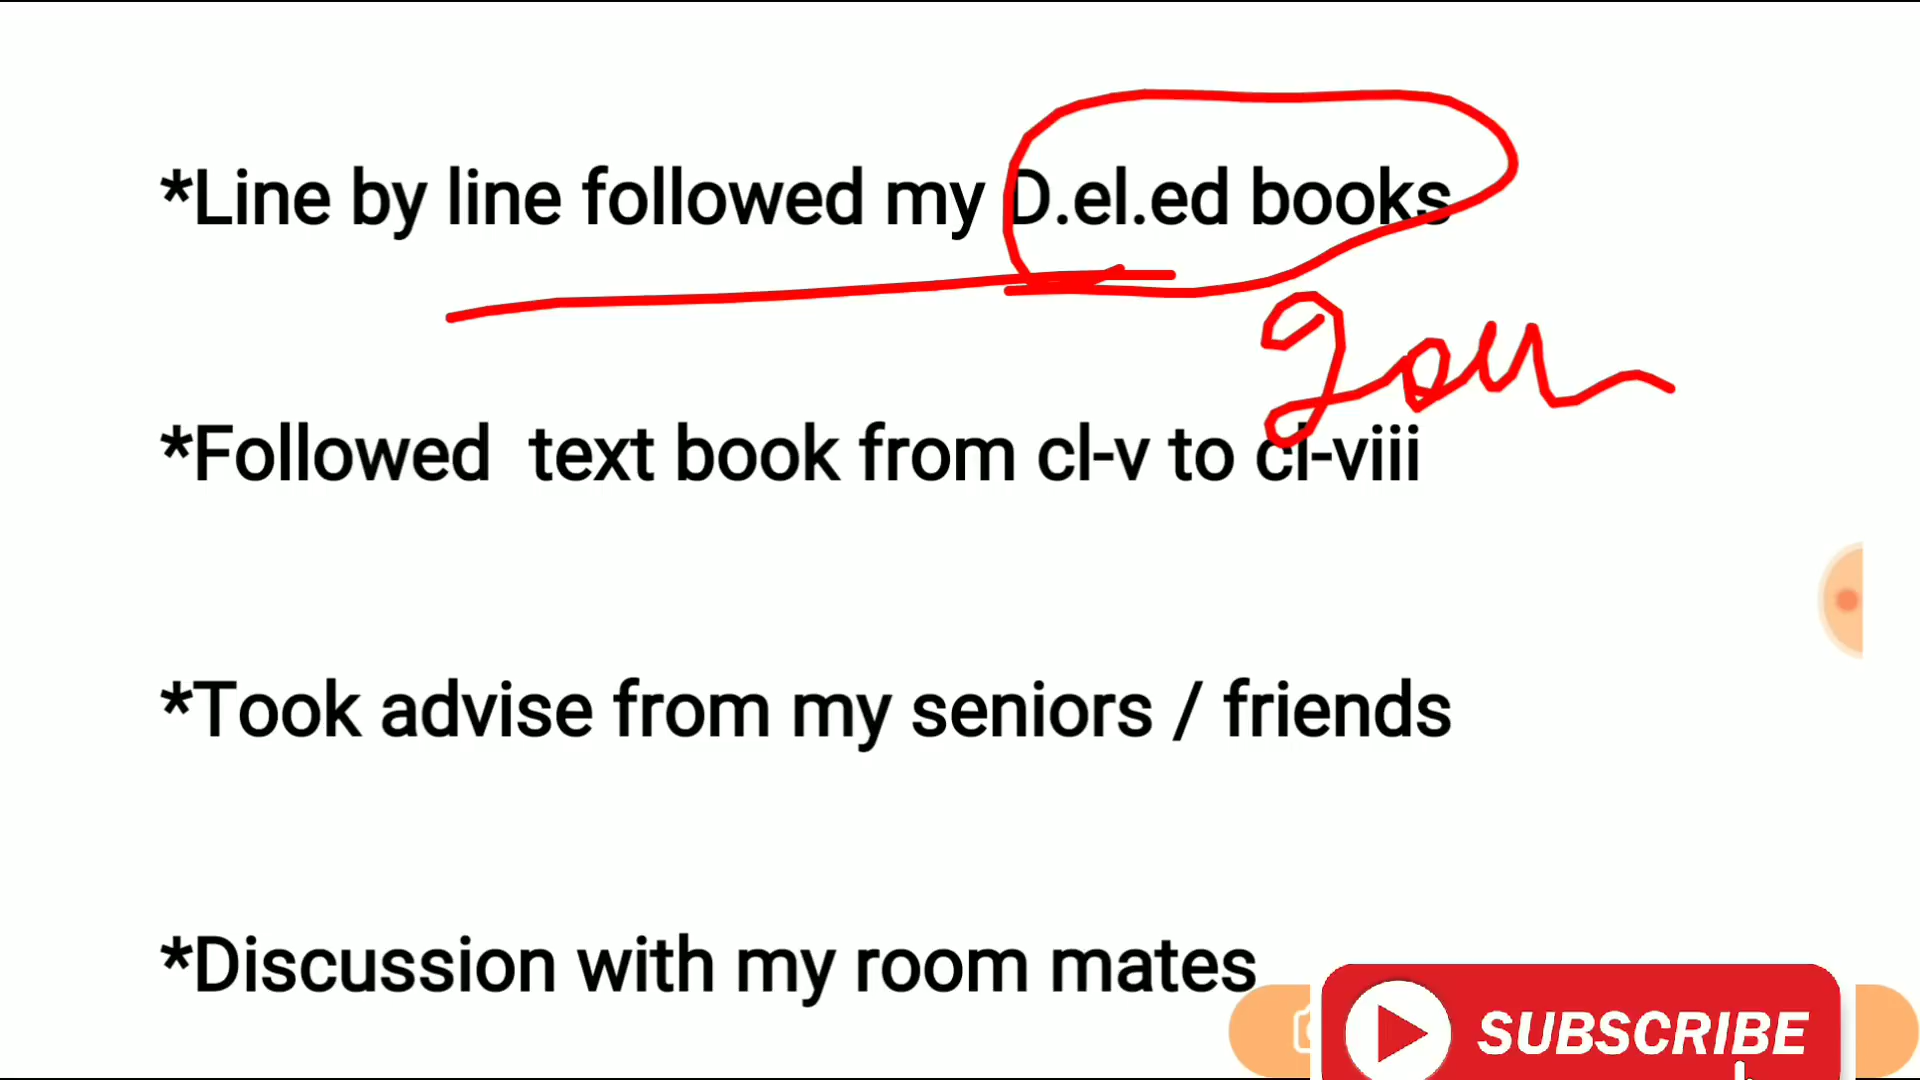 *Line by line followed my D.el.ed books
you
*Followed  text book from cl-v to cl-viii
*Took advise from my seniors / friends
*Discussion with my room mates
SUBSCRIBE